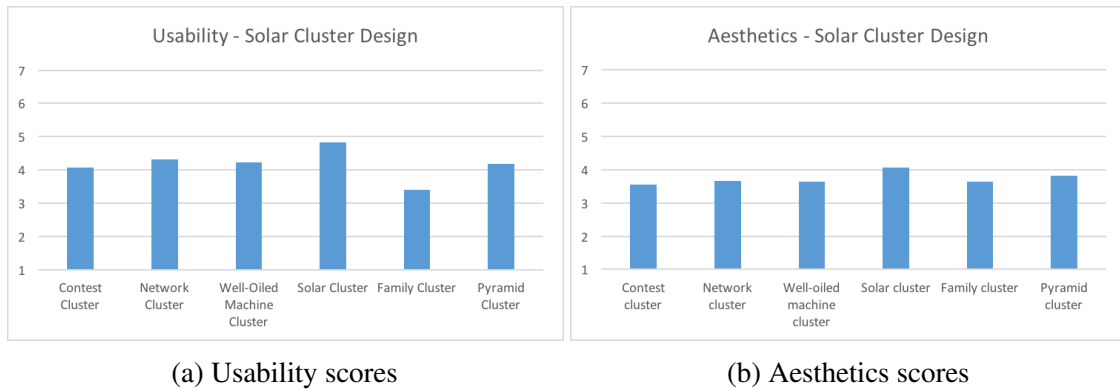 Usability - Solar Cluster Design
7
6
5
4
3
2
1
Contest Cluster
Network Cluster
Well-Oiled Machine Cluster
Solar Cluster
Family Cluster
Pyramid Cluster
(a) Usability scores
Aesthetics - Solar Cluster Design
7
6
5
4
3
2
1
Contest cluster
Network cluster
Well-oiled machine cluster
Solar cluster
Family cluster
Pyramid cluster
(b) Aesthetics scores